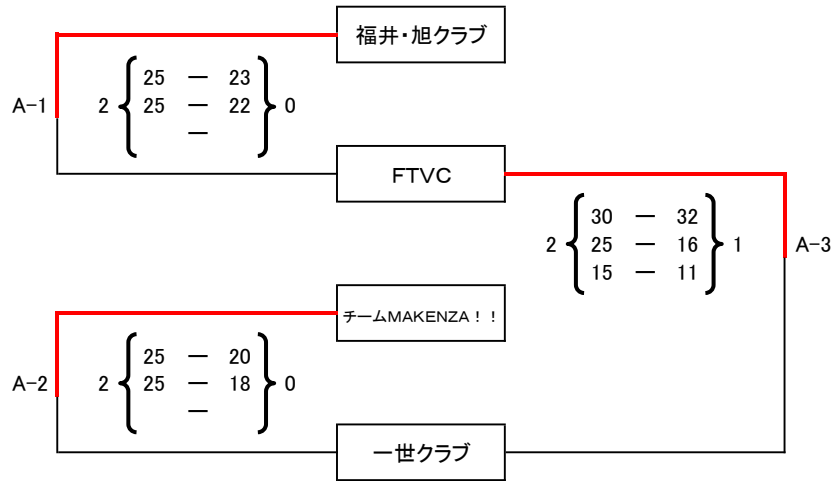 福井・旭クラブ
25 — 23
A-1 2 25 — 22 0
—
FTVC
30 — 32
2 25 — 16 1 A-3
15 — 11
チームMAKENZA！！
25 — 20
A-2 2 25 — 18 0
—
一世クラブ